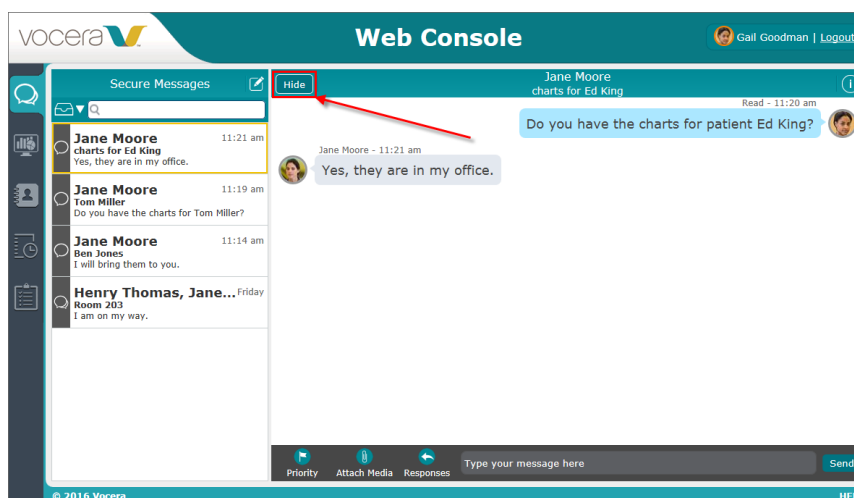 vocera
Web Console
Gail Goodman | Logout
Secure Messages
Hide
Jane Moore
charts for Ed King
Read - 11:20 am
Do you have the charts for patient Ed King?
Jane Moore 11:21 am
charts for Ed King
Yes, they are in my office.
Jane Moore - 11:21 am
Yes, they are in my office.
Jane Moore 11:19 am
Tom Miller
Do you have the charts for Tom Miller?
Jane Moore 11:14 am
Ben Jones
I will bring them to you.
Henry Thomas, Jane... Friday
Room 203
I am on my way.
Priority
Attach Media
Responses
Type your message here
Send
© 2016 Vocera